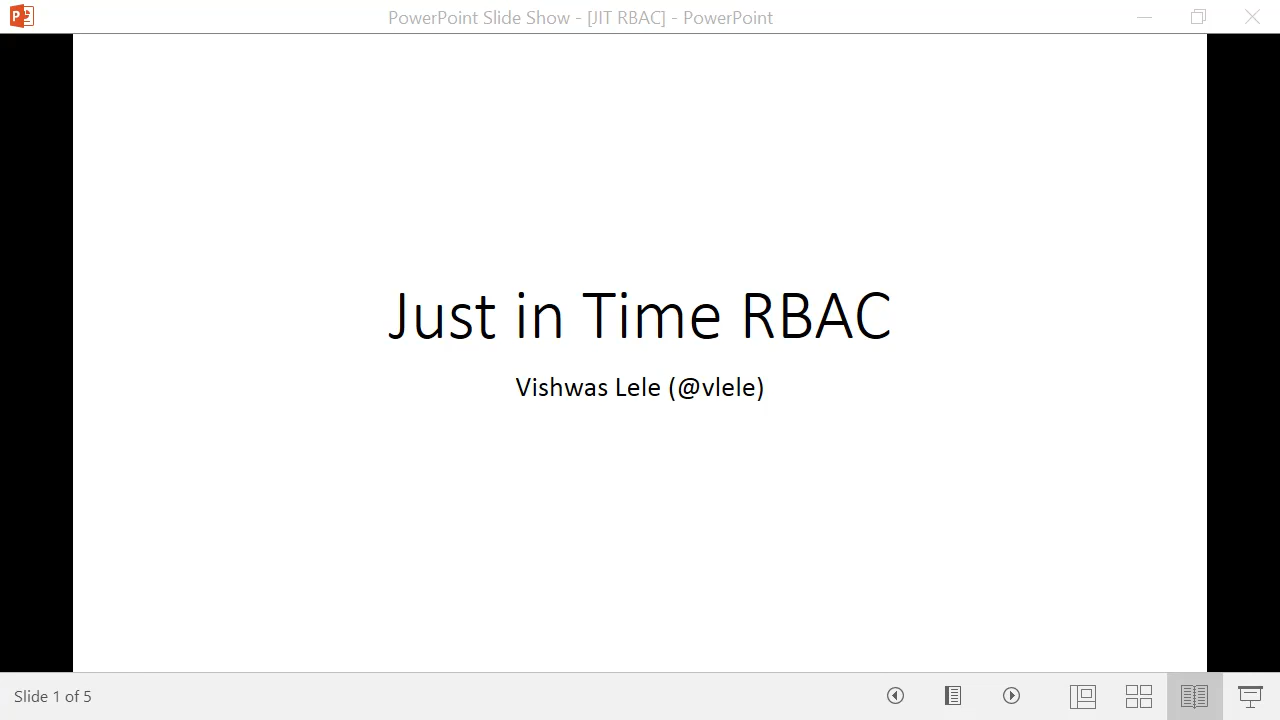 PowerPoint Slide Show - [JIT RBAC] - PowerPoint
Just in Time RBAC
Vishwas Lele (@vlele)
Slide 1 of 5